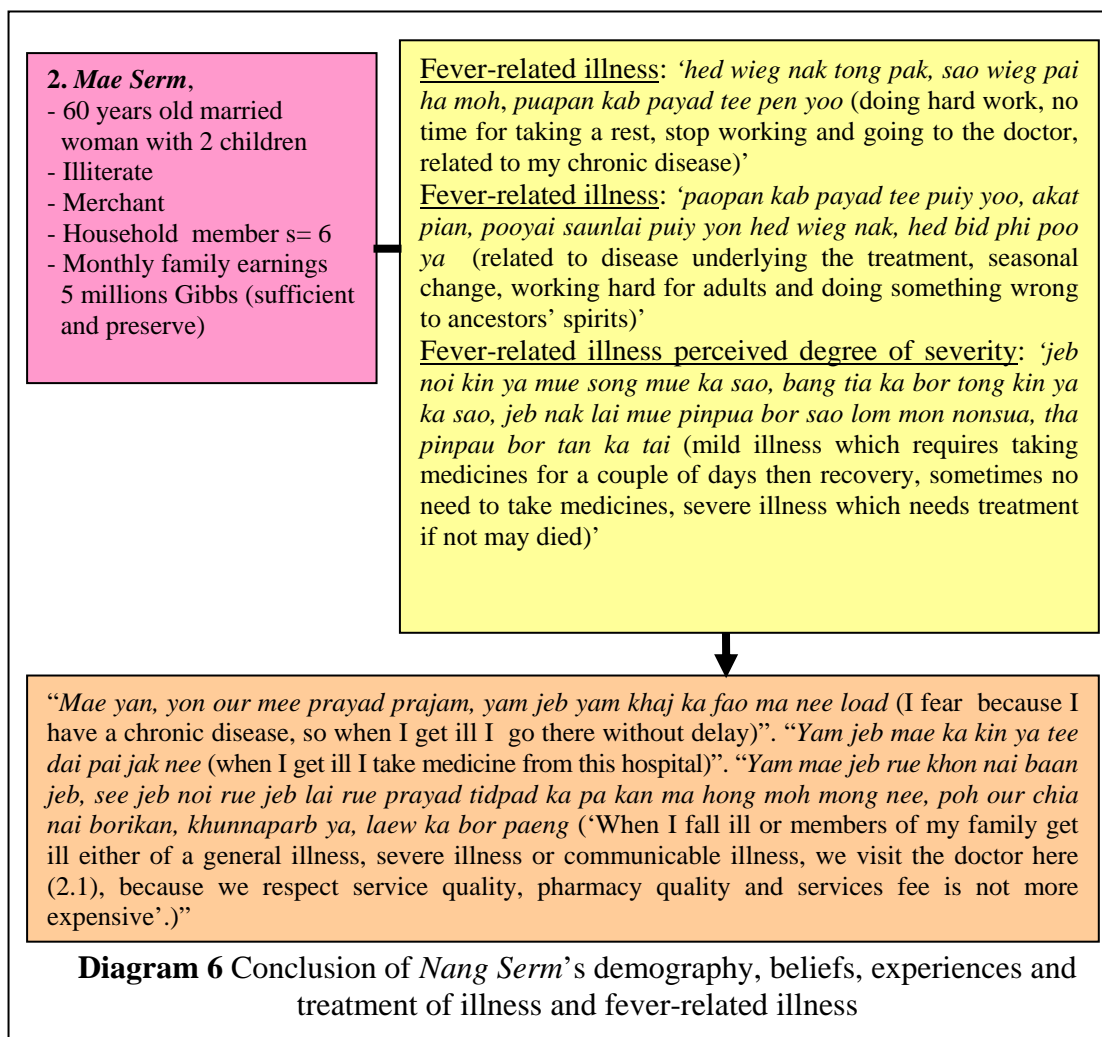 2. Mae Serm,
- 60 years old married
woman with 2 children
- Illiterate
- Merchant
- Household member s= 6
- Monthly family earnings
5 millions Gibbs (sufficient
and preserve)
Fever-related illness: ‘hed wieg nak tong pak, sao wieg pai
ha moh, puapan kab payad tee pen yoo (doing hard work, no
time for taking a rest, stop working and going to the doctor,
related to my chronic disease)’
Fever-related illness: ‘paopan kab payad tee puiy yoo, akat
pian, pooyai saunlai puiy yon hed wieg nak, hed bid phi poo
ya (related to disease underlying the treatment, seasonal
change, working hard for adults and doing something wrong
to ancestors’ spirits)’
Fever-related illness perceived degree of severity: ‘jeb
noi kin ya mue song mue ka sao, bang tia ka bor tong kin ya
ka sao, jeb nak lai mue pinpua bor sao lom mon nonsua, tha
pinpau bor tan ka tai (mild illness which requires taking
medicines for a couple of days then recovery, sometimes no
need to take medicines, severe illness which needs treatment
if not may died)’
“Mae yan, yon our mee prayad prajam, yam jeb yam khaj ka fao ma nee load (I fear because I
have a chronic disease, so when I get ill I go there without delay)”. “Yam jeb mae ka kin ya tee
dai pai jak nee (when I get ill I take medicine from this hospital)”. “Yam mae jeb rue khon nai baan
jeb, see jeb noi rue jeb lai rue prayad tidpad ka pa kan ma hong moh mong nee, poh our chia
nai borikan, khunnaparb ya, laew ka bor paeng (‘When I fall ill or members of my family get
ill either of a general illness, severe illness or communicable illness, we visit the doctor here
(2.1), because we respect service quality, pharmacy quality and services fee is not more
expensive’.)”
Diagram 6 Conclusion of Nang Serm’s demography, beliefs, experiences and
treatment of illness and fever-related illness